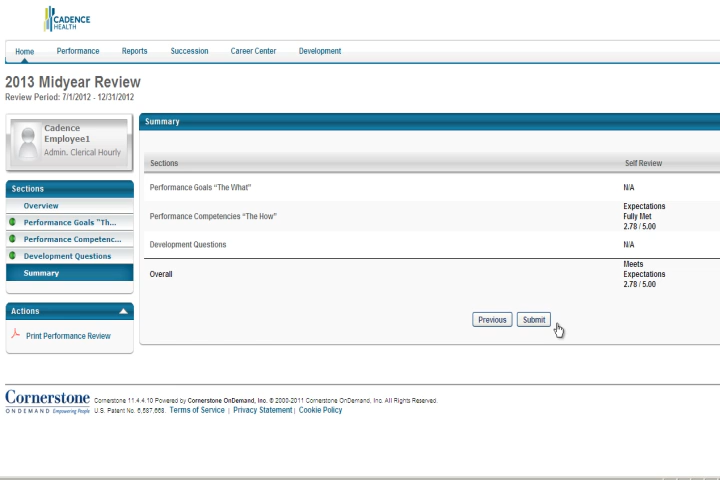 CADENCE
HEALTH
Home Performance Reports Succession Career Center Development
2013 Midyear Review
Review Period: 7/1/2012 - 12/31/2012
Cadence
Employee1
Admin. Clerical Hourly
Sections
Overview
Performance Goals "Th...
Performance Competenc...
Development Questions
Summary
Actions
Print Performance Review
Summary
Sections Self Review
Performance Goals "The What" N/A
Performance Competencies "The How" Expectations
Fully Met
2.78 / 5.00
Development Questions N/A
Overall Meets
Expectations
2.78 / 5.00
Previous Submit
Cornerstone
ONDEMAND Empowering People
Cornerstone 11.4.4.10 Powered by Cornerstone OnDemand, Inc. © 2000-2011 Cornerstone OnDemand, Inc. All Rights Reserved.
U.S. Patent No. 6,587,668. Terms of Service | Privacy Statement | Cookie Policy